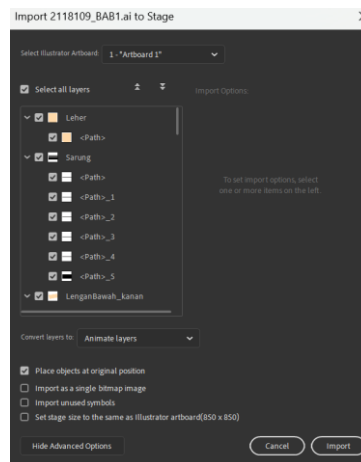 Import 2118109_BAB1.ai to Stage
Select Illustrator Artboard: 1 - "Artboard 1"
Select all layers
Import Options:
Leher
<Path>
Sarung
<Path>
<Path>_1
<Path>_2
<Path>_3
<Path>_4
<Path>_5
LenganBawah_kanan
To set import options, select
one or more items on the left.
Convert layers to: Animate layers
Place objects at original position
Import as a single bitmap image
Import unused symbols
Set stage size to the same as Illustrator artboard(850 x 850)
Hide Advanced Options
Cancel
Import